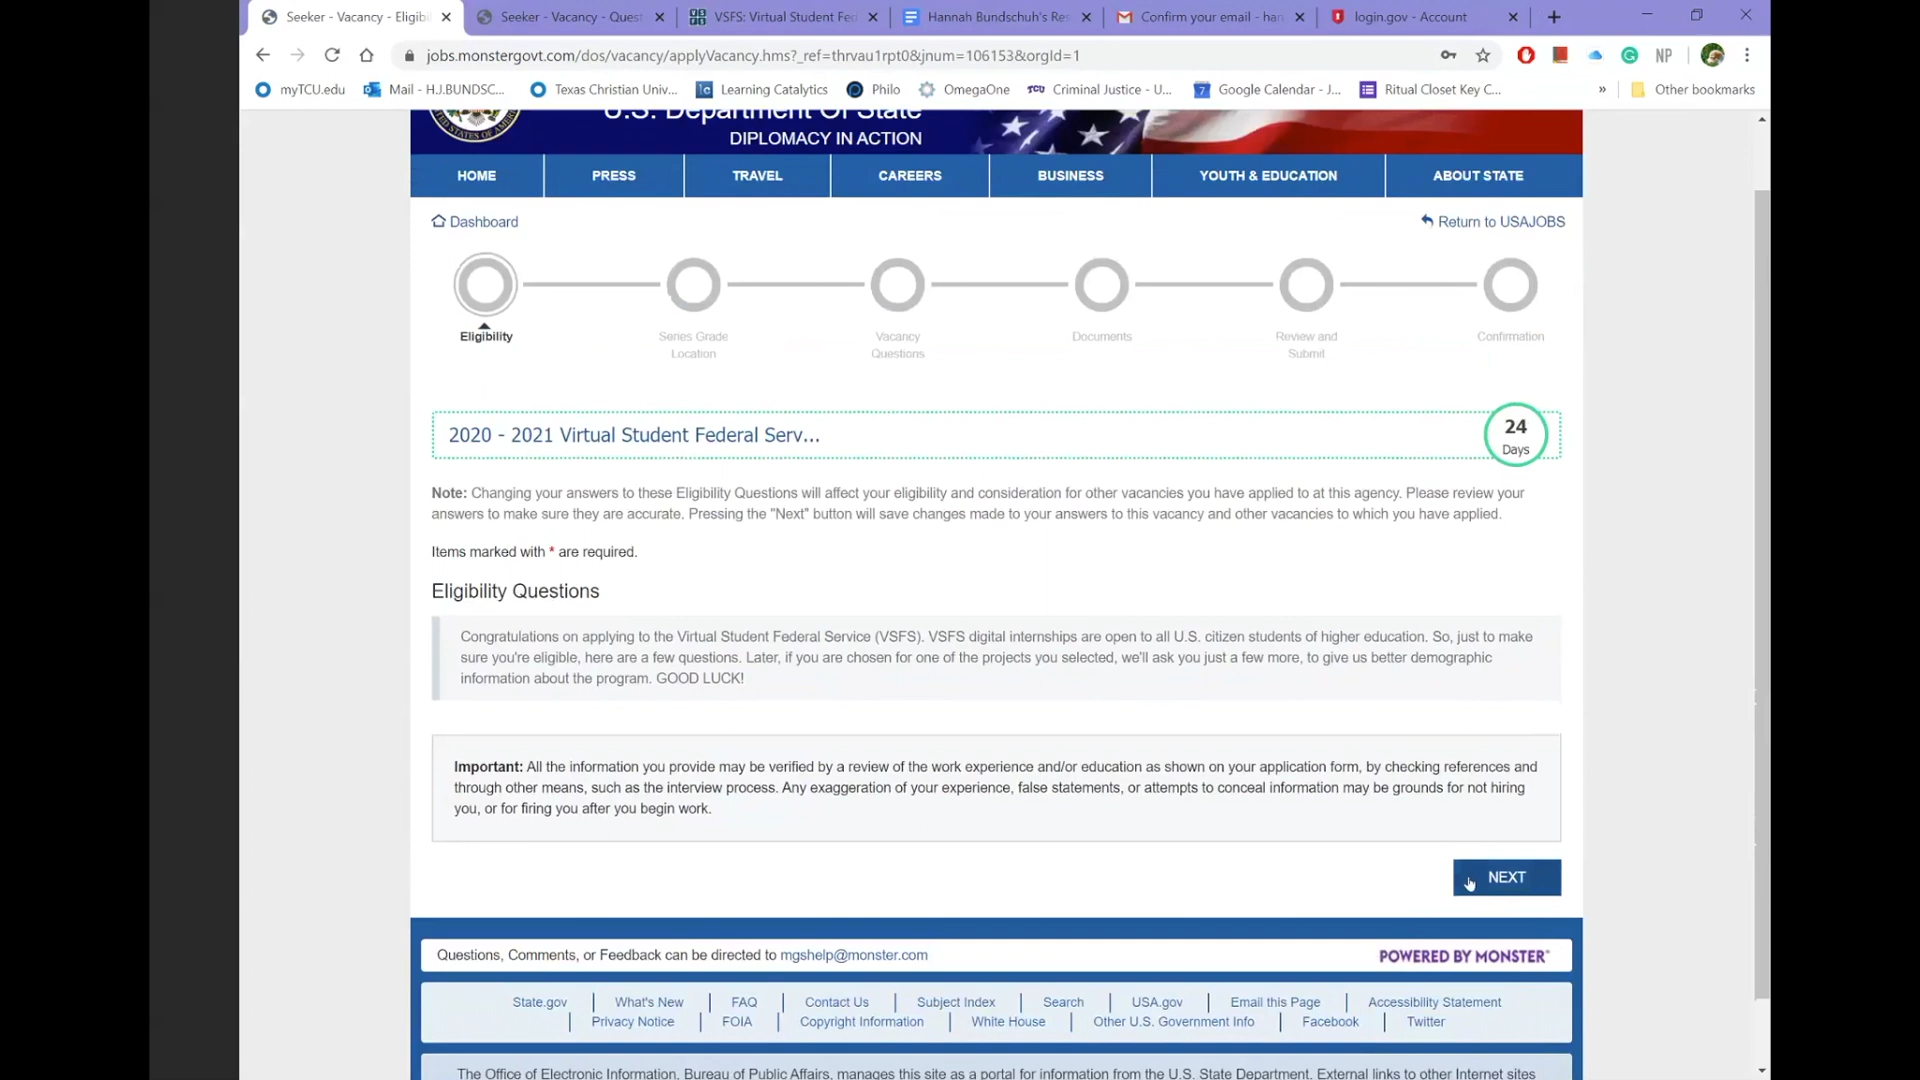 Seeker - Vacancy - Eligibi
Seeker - Vacancy - Quest
VSFS: Virtual Student Fed
Hannah Bundschuh's Res
Confirm your email - han
login.gov - Account
jobs.monstergovt.com/dos/vacancy/applyVacancy.hms?_ref=thrvau1rpt0&jnum=106153&orgId=1
NP
myTCU.edu
Mail - H.J.BUNDSC...
Texas Christian Univ...
lc Learning Catalytics
Philo
OmegaOne
TCU Criminal Justice - U...
7 Google Calendar - J...
Ritual Closet Key C...
»
Other bookmarks
U.S. Department Of State
DIPLOMACY IN ACTION
HOME PRESS TRAVEL CAREERS BUSINESS YOUTH & EDUCATION ABOUT STATE
Dashboard
Return to USAJOBS
Eligibility
Series Grade
Location
Vacancy
Questions
Documents
Review and
Submit
Confirmation
2020 - 2021 Virtual Student Federal Serv...
24
Days
Note: Changing your answers to these Eligibility Questions will affect your eligibility and consideration for other vacancies you have applied to at this agency. Please review your
answers to make sure they are accurate. Pressing the "Next" button will save changes made to your answers to this vacancy and other vacancies to which you have applied.
Items marked with * are required.
Eligibility Questions
Congratulations on applying to the Virtual Student Federal Service (VSFS). VSFS digital internships are open to all U.S. citizen students of higher education. So, just to make
sure you're eligible, here are a few questions. Later, if you are chosen for one of the projects you selected, we'll ask you just a few more, to give us better demographic
information about the program. GOOD LUCK!
Important: All the information you provide may be verified by a review of the work experience and/or education as shown on your application form, by checking references and
through other means, such as the interview process. Any exaggeration of your experience, false statements, or attempts to conceal information may be grounds for not hiring
you, or for firing you after you begin work.
NEXT
Questions, Comments, or Feedback can be directed to mgshelp@monster.com
POWERED BY MONSTER
State.gov What's New FAQ Contact Us Subject Index Search USA.gov Email this Page Accessibility Statement
Privacy Notice FOIA Copyright Information White House Other U.S. Government Info Facebook Twitter
The Office of Electronic Information, Bureau of Public Affairs, manages this site as a portal for information from the U.S. State Department. External links to other Internet sites